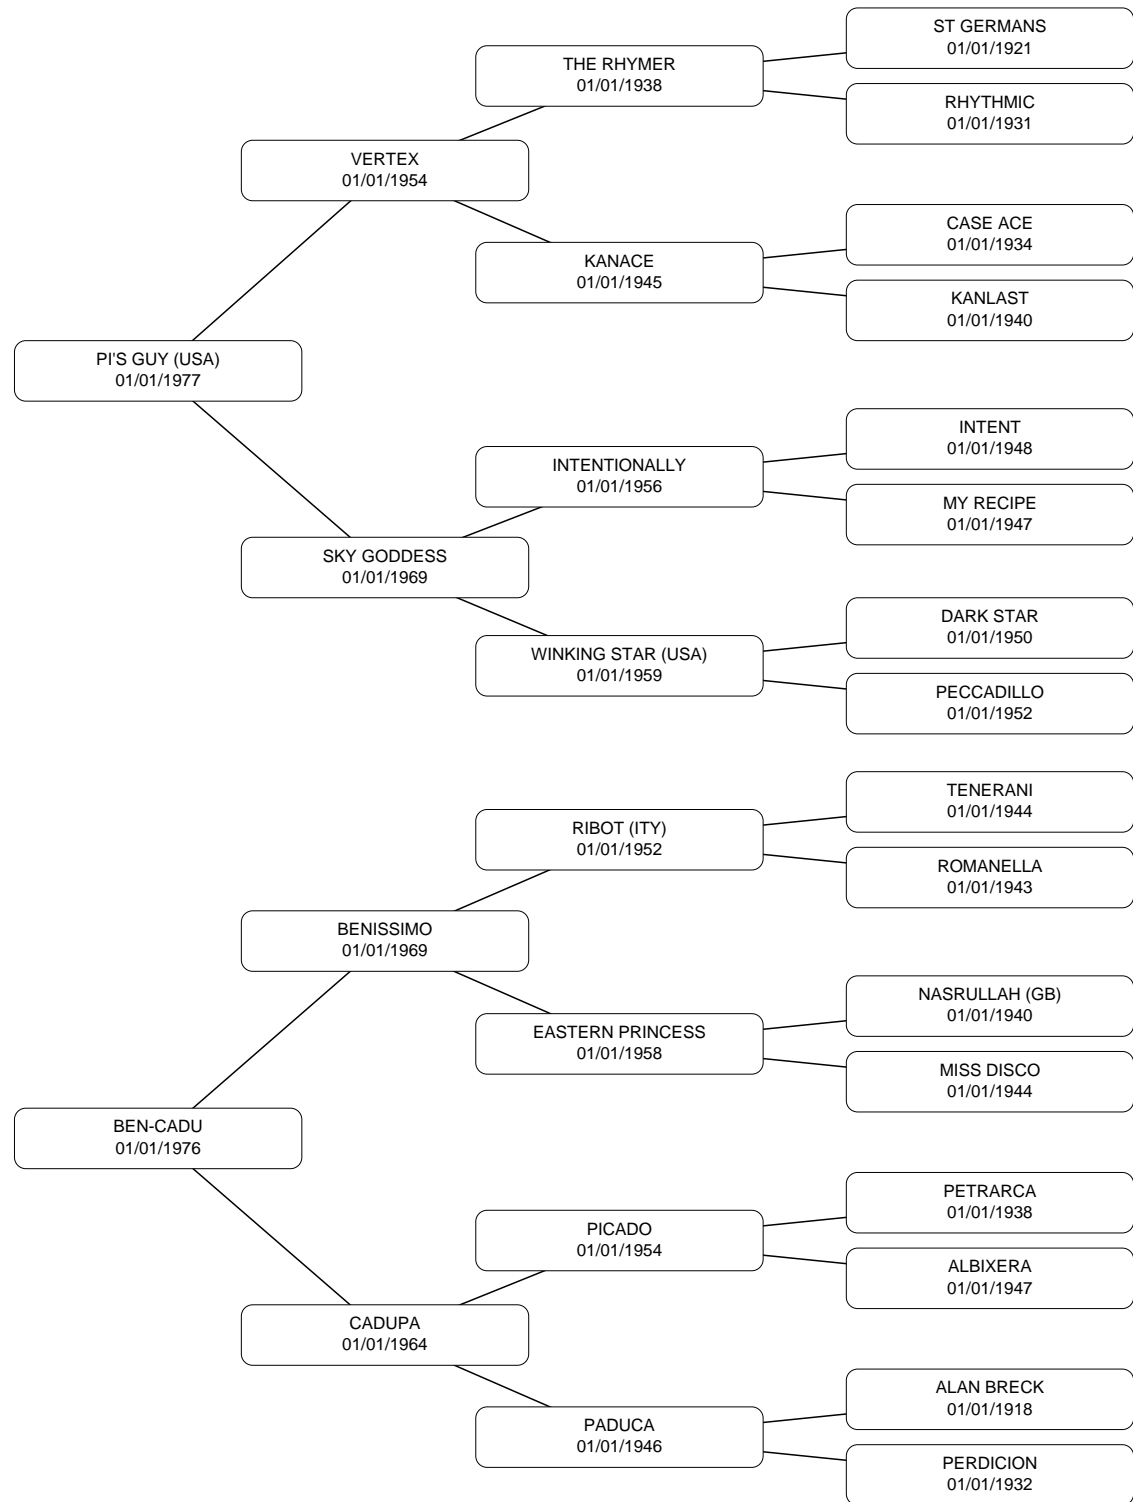 ST GERMANS
01/01/1921
THE RHYMER
01/01/1938
RHYTHMIC
01/01/1931
VERTEX
01/01/1954
CASE ACE
01/01/1934
KANACE
01/01/1945
KANLAST
01/01/1940
PI'S GUY (USA)
01/01/1977
INTENT
01/01/1948
INTENTIONALLY
01/01/1956
MY RECIPE
01/01/1947
SKY GODDESS
01/01/1969
DARK STAR
01/01/1950
WINKING STAR (USA)
01/01/1959
PECCADILLO
01/01/1952
TENERANI
01/01/1944
RIBOT (ITY)
01/01/1952
ROMANELLA
01/01/1943
BENISSIMO
01/01/1969
NASRULLAH (GB)
01/01/1940
EASTERN PRINCESS
01/01/1958
MISS DISCO
01/01/1944
BEN-CADU
01/01/1976
PETRARCA
01/01/1938
PICADO
01/01/1954
ALBIXERA
01/01/1947
CADUPA
01/01/1964
ALAN BRECK
01/01/1918
PADUCA
01/01/1946
PERDICION
01/01/1932